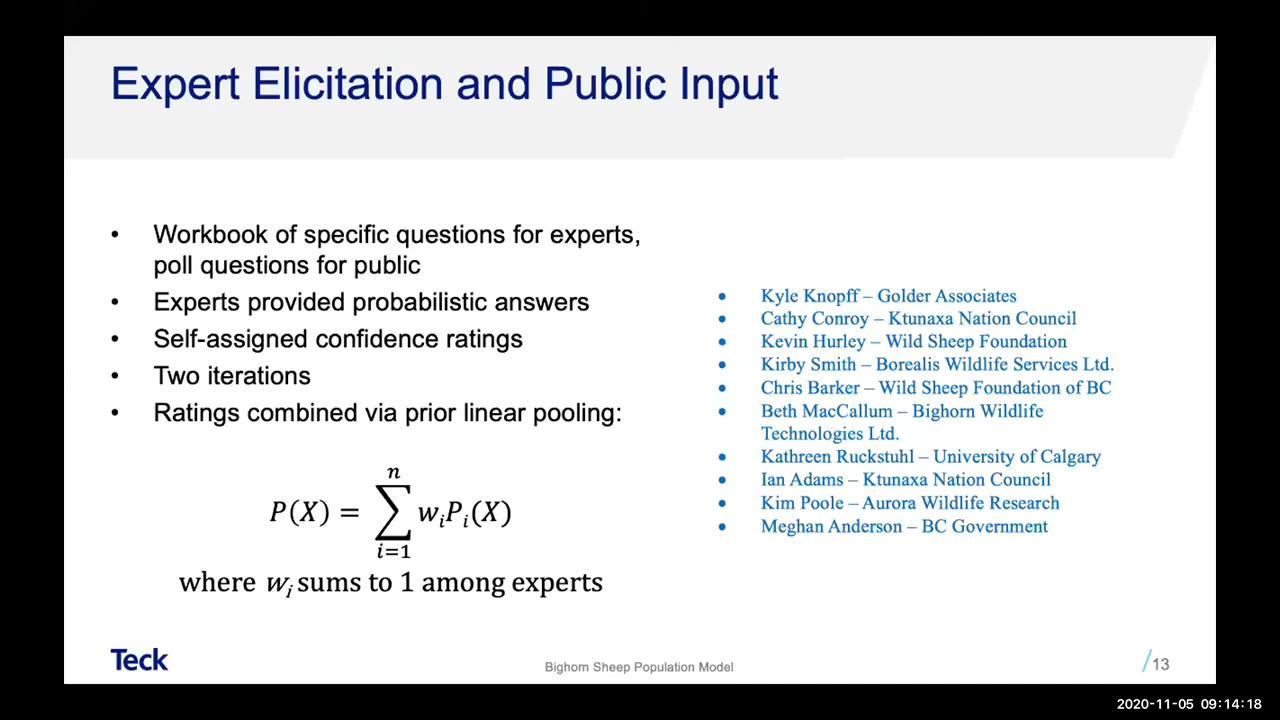 Expert Elicitation and Public Input
• Workbook of specific questions for experts,
poll questions for public
• Experts provided probabilistic answers
• Self-assigned confidence ratings
• Two iterations
• Ratings combined via prior linear pooling:
n
P(X) = ∑ wᵢPᵢ(X)
i=1
where wᵢ sums to 1 among experts
• Kyle Knopff – Golder Associates
• Cathy Conroy – Ktunaxa Nation Council
• Kevin Hurley – Wild Sheep Foundation
• Kirby Smith – Borealis Wildlife Services Ltd.
• Chris Barker – Wild Sheep Foundation of BC
• Beth MacCallum – Bighorn Wildlife
Technologies Ltd.
• Kathreen Ruckstuhl – University of Calgary
• Ian Adams – Ktunaxa Nation Council
• Kim Poole – Aurora Wildlife Research
• Meghan Anderson – BC Government
Teck
Bighorn Sheep Population Model
/13
2020-11-05 09:14:18